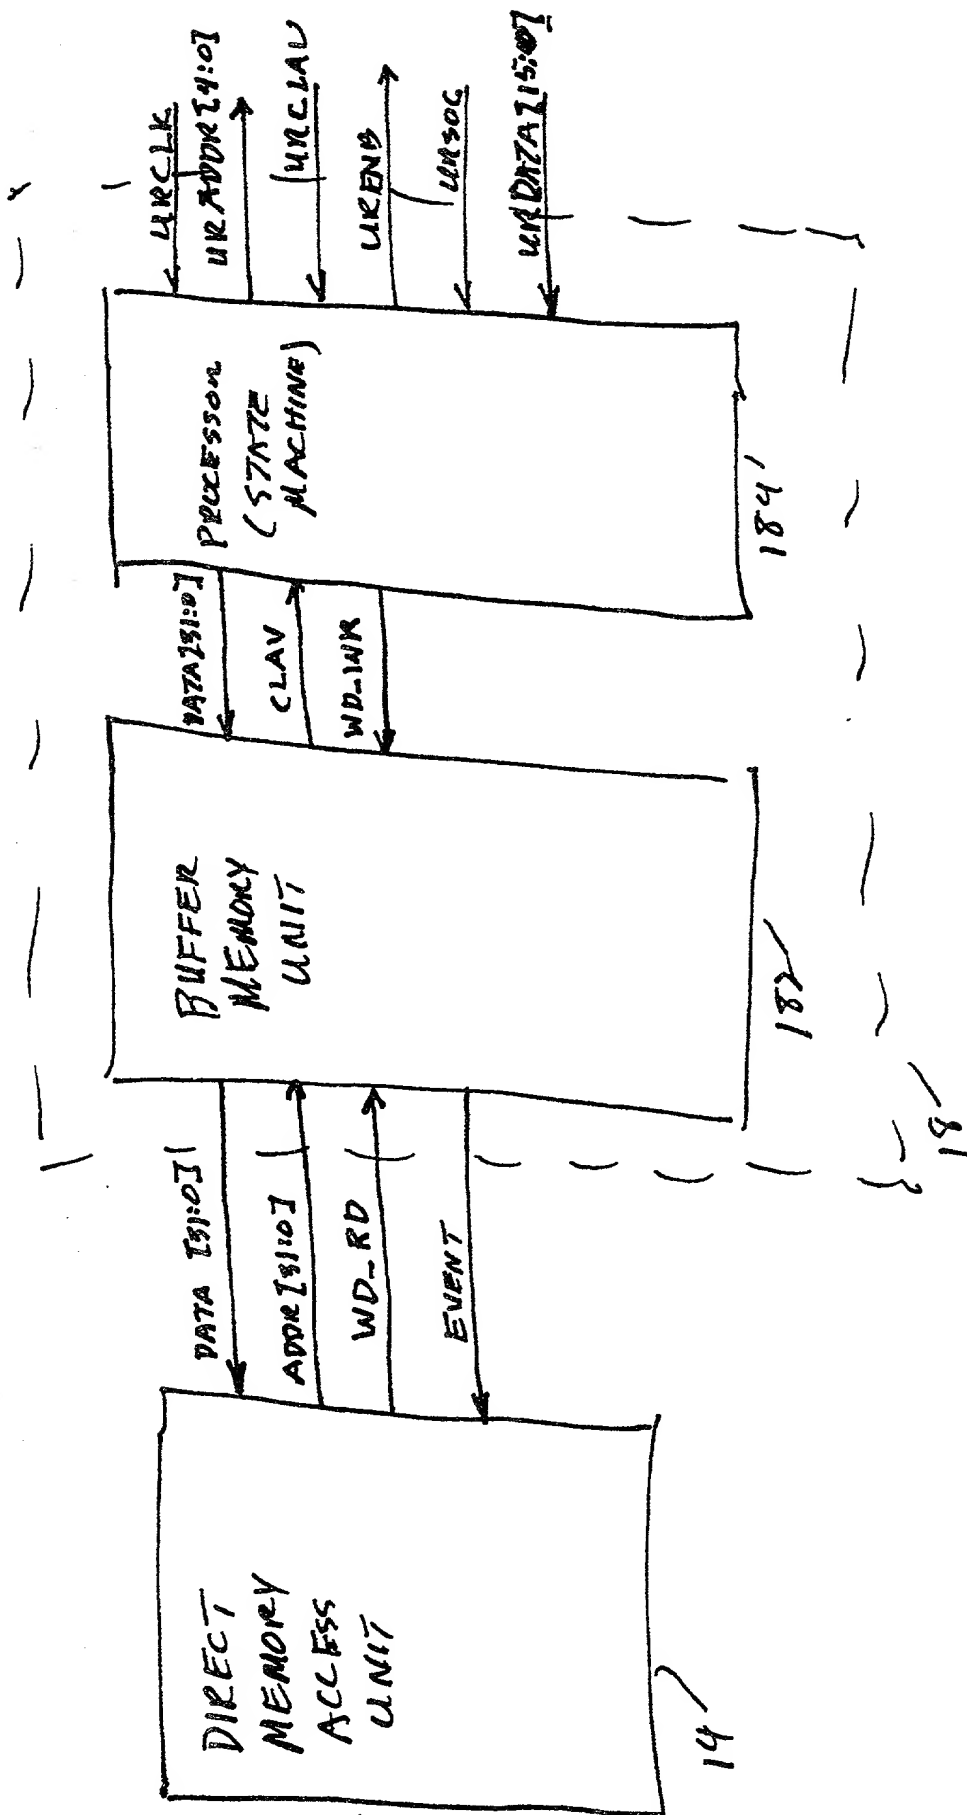 DIRECT
MEMORY
ACCESS
UNIT
14
DATA [31:0]
ADDR [31:0]
WD_RD
EVENT
BUFFER
MEMORY
UNIT
182
18
DATA[31:0]
CLAV
WD_WR
PROCESSOR
(STATE
MACHINE)
184'
URCLK
URADDR[4:0]
URCLAV
URENB
URSOC
URDATA[15:0]